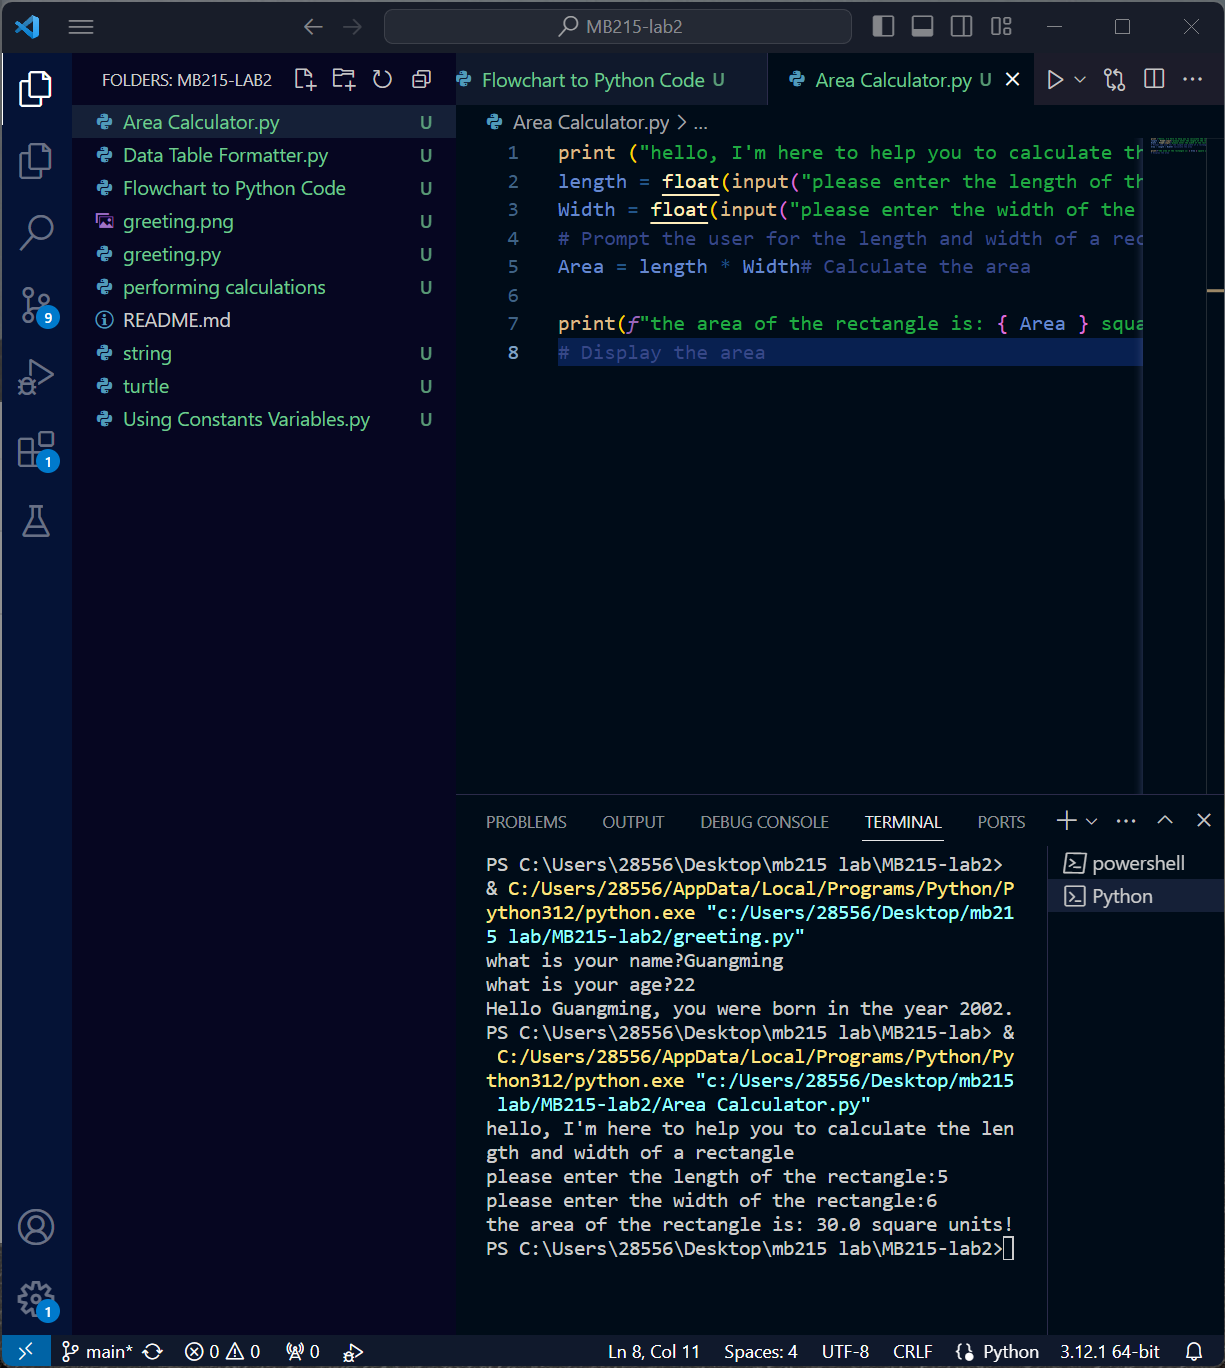 MB215-lab2
FOLDERS: MB215-LAB2
Flowchart to Python Code U
Area Calculator.py U
Area Calculator.py U
Data Table Formatter.py U
Flowchart to Python Code U
greeting.png U
greeting.py U
performing calculations U
README.md
string U
turtle U
Using Constants Variables.py U
9
1
1
Area Calculator.py > ...
1 print ("hello, I'm here to help you to calculate th
2 length = float(input("please enter the length of th
3 Width = float(input("please enter the width of the
4 # Prompt the user for the length and width of a rec
5 Area = length * Width# Calculate the area
6
7 print(f"the area of the rectangle is: { Area } squa
8 # Display the area
PROBLEMS OUTPUT DEBUG CONSOLE TERMINAL PORTS
powershell
Python
PS C:\Users\28556\Desktop\mb215 lab\MB215-lab2>
& C:/Users/28556/AppData/Local/Programs/Python/P
ython312/python.exe "c:/Users/28556/Desktop/mb21
5 lab/MB215-lab2/greeting.py"
what is your name?Guangming
what is your age?22
Hello Guangming, you were born in the year 2002.
PS C:\Users\28556\Desktop\mb215 lab\MB215-lab> &
C:/Users/28556/AppData/Local/Programs/Python/Py
thon312/python.exe "c:/Users/28556/Desktop/mb215
lab/MB215-lab2/Area Calculator.py"
hello, I'm here to help you to calculate the len
gth and width of a rectangle
please enter the length of the rectangle:5
please enter the width of the rectangle:6
the area of the rectangle is: 30.0 square units!
PS C:\Users\28556\Desktop\mb215 lab\MB215-lab2>
main* 0 0 0 Ln 8, Col 11 Spaces: 4 UTF-8 CRLF Python 3.12.1 64-bit